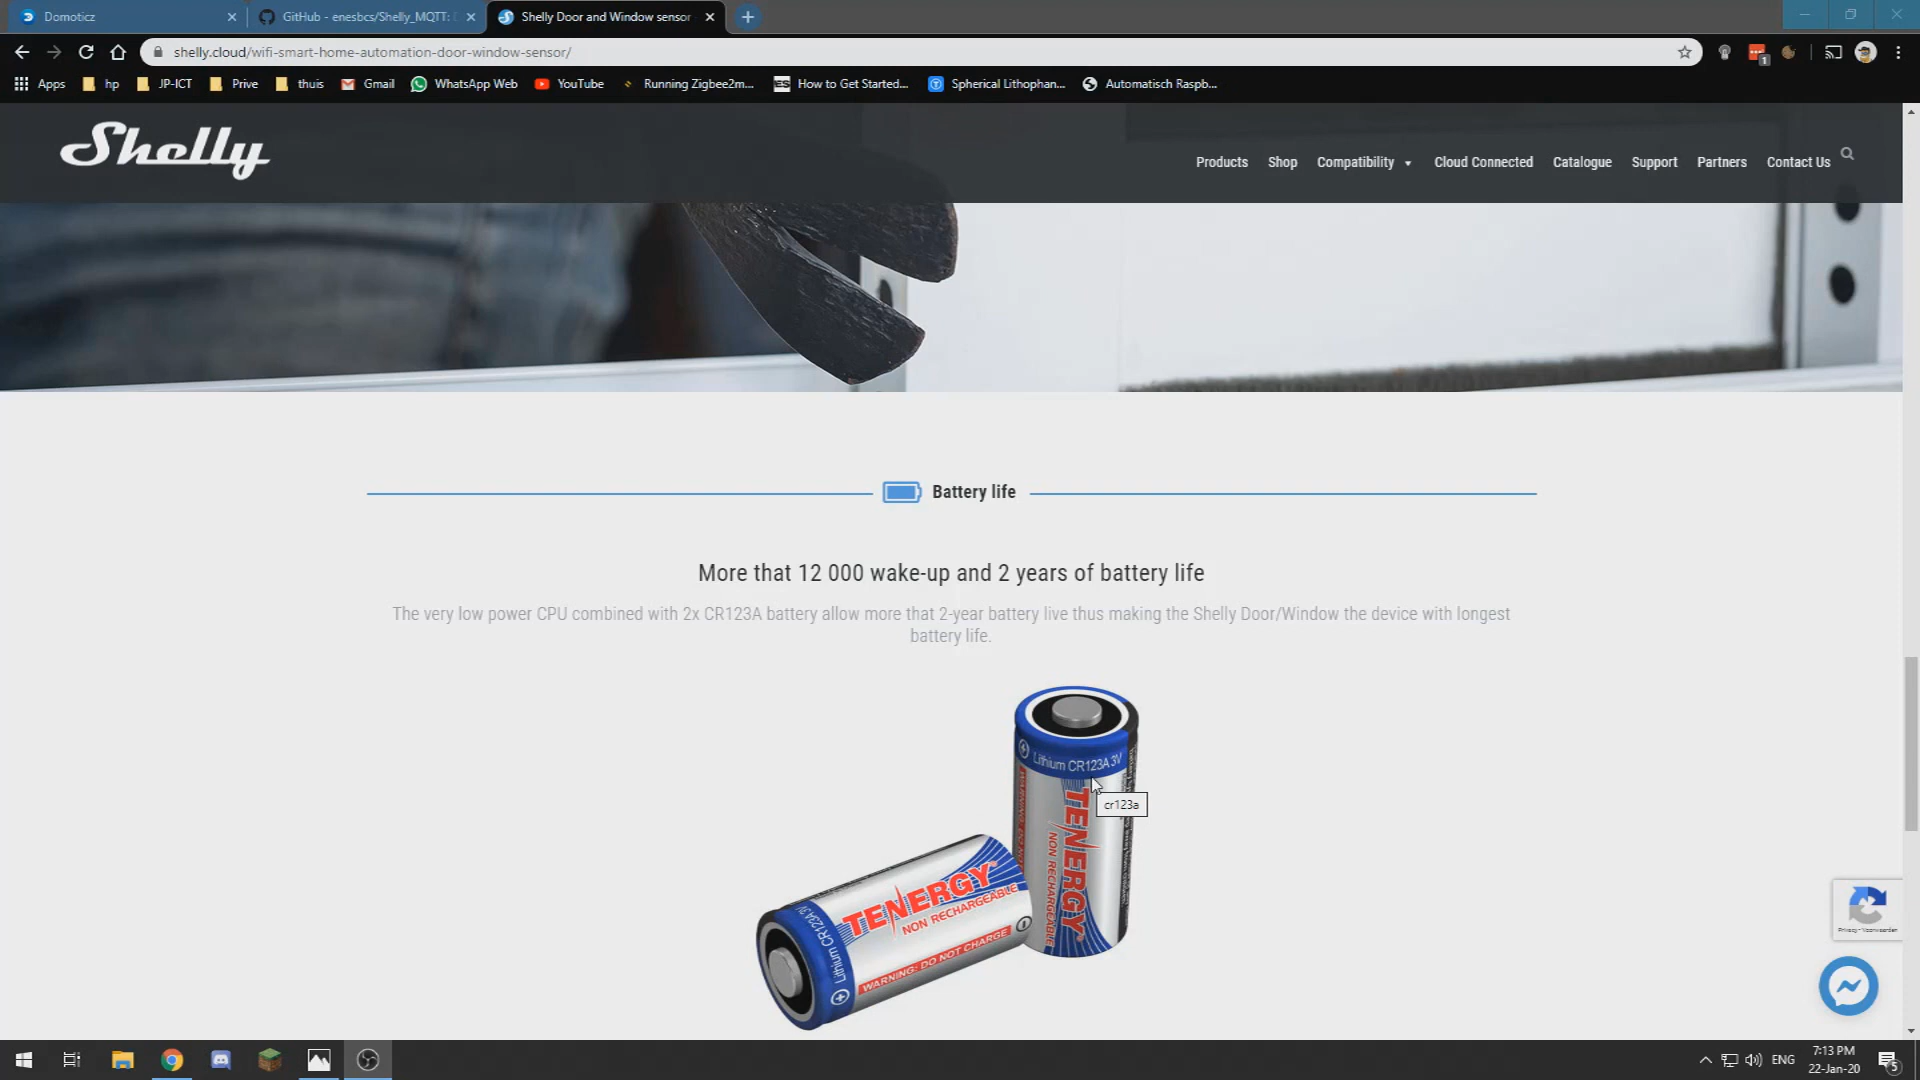 Domoticz
GitHub - enesbcs/Shelly_MQTT:
Shelly Door and Window sensor
shelly.cloud/wifi-smart-home-automation-door-window-sensor/
1
Apps
hp
JP-ICT
Prive
thuis
Gmail
WhatsApp Web
YouTube
Running Zigbee2m...
How to Get Started...
Spherical Lithophan...
Automatisch Raspb...
Shelly
Products
Shop
Compatibility
Cloud Connected
Catalogue
Support
Partners
Contact Us
Battery life
More that 12 000 wake-up and 2 years of battery life
The very low power CPU combined with 2x CR123A battery allow more that 2-year battery live thus making the Shelly Door/Window the device with longest
battery life.
Lithium CR123A 3V
TENERGY
NON RECHARGEABLE
cr123a
Lithium CR123A 3V
TENERGY
NON RECHARGEABLE
WARNING: DO NOT CHARGE
Privacy - Voorwaarden
ENG
7:13 PM
22-Jan-20
5